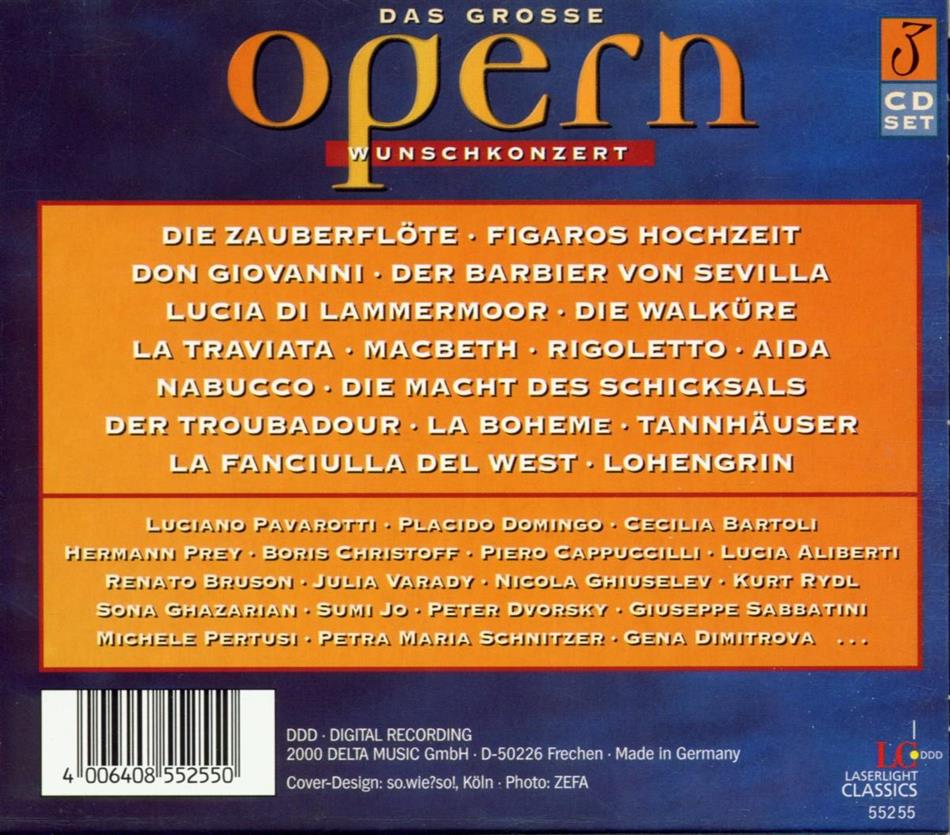 DAS GROSSE
opern
WUNSCHKONZERT
3
CD
SET
DIE ZAUBERFLÖTE · FIGAROS HOCHZEIT
DON GIOVANNI · DER BARBIER VON SEVILLA
LUCIA DI LAMMERMOOR · DIE WALKÜRE
LA TRAVIATA · MACBETH · RIGOLETTO · AIDA
NABUCCO · DIE MACHT DES SCHICKSALS
DER TROUBADOUR · LA BOHEMe · TANNHÄUSER
LA FANCIULLA DEL WEST · LOHENGRIN
LUCIANO PAVAROTTI · PLACIDO DOMINGO · CECILIA BARTOLI
HERMANN PREY · BORIS CHRISTOFF · PIERO CAPPUCCILLI · LUCIA ALIBERTI
RENATO BRUSON · JULIA VARADY · NICOLA GHIUSELEV · KURT RYDL
SONA GHAZARIAN · SUMI JO · PETER DVORSKY · GIUSEPPE SABBATINI
MICHELE PERTUSI · PETRA MARIA SCHNITZER · GENA DIMITROVA ...
4 006408 552550
DDD · DIGITAL RECORDING
2000 DELTA MUSIC GmbH · D-50226 Frechen · Made in Germany
Cover-Design: so.wie?so!, Köln · Photo: ZEFA
LC DDD
LASERLIGHT
CLASSICS
55255